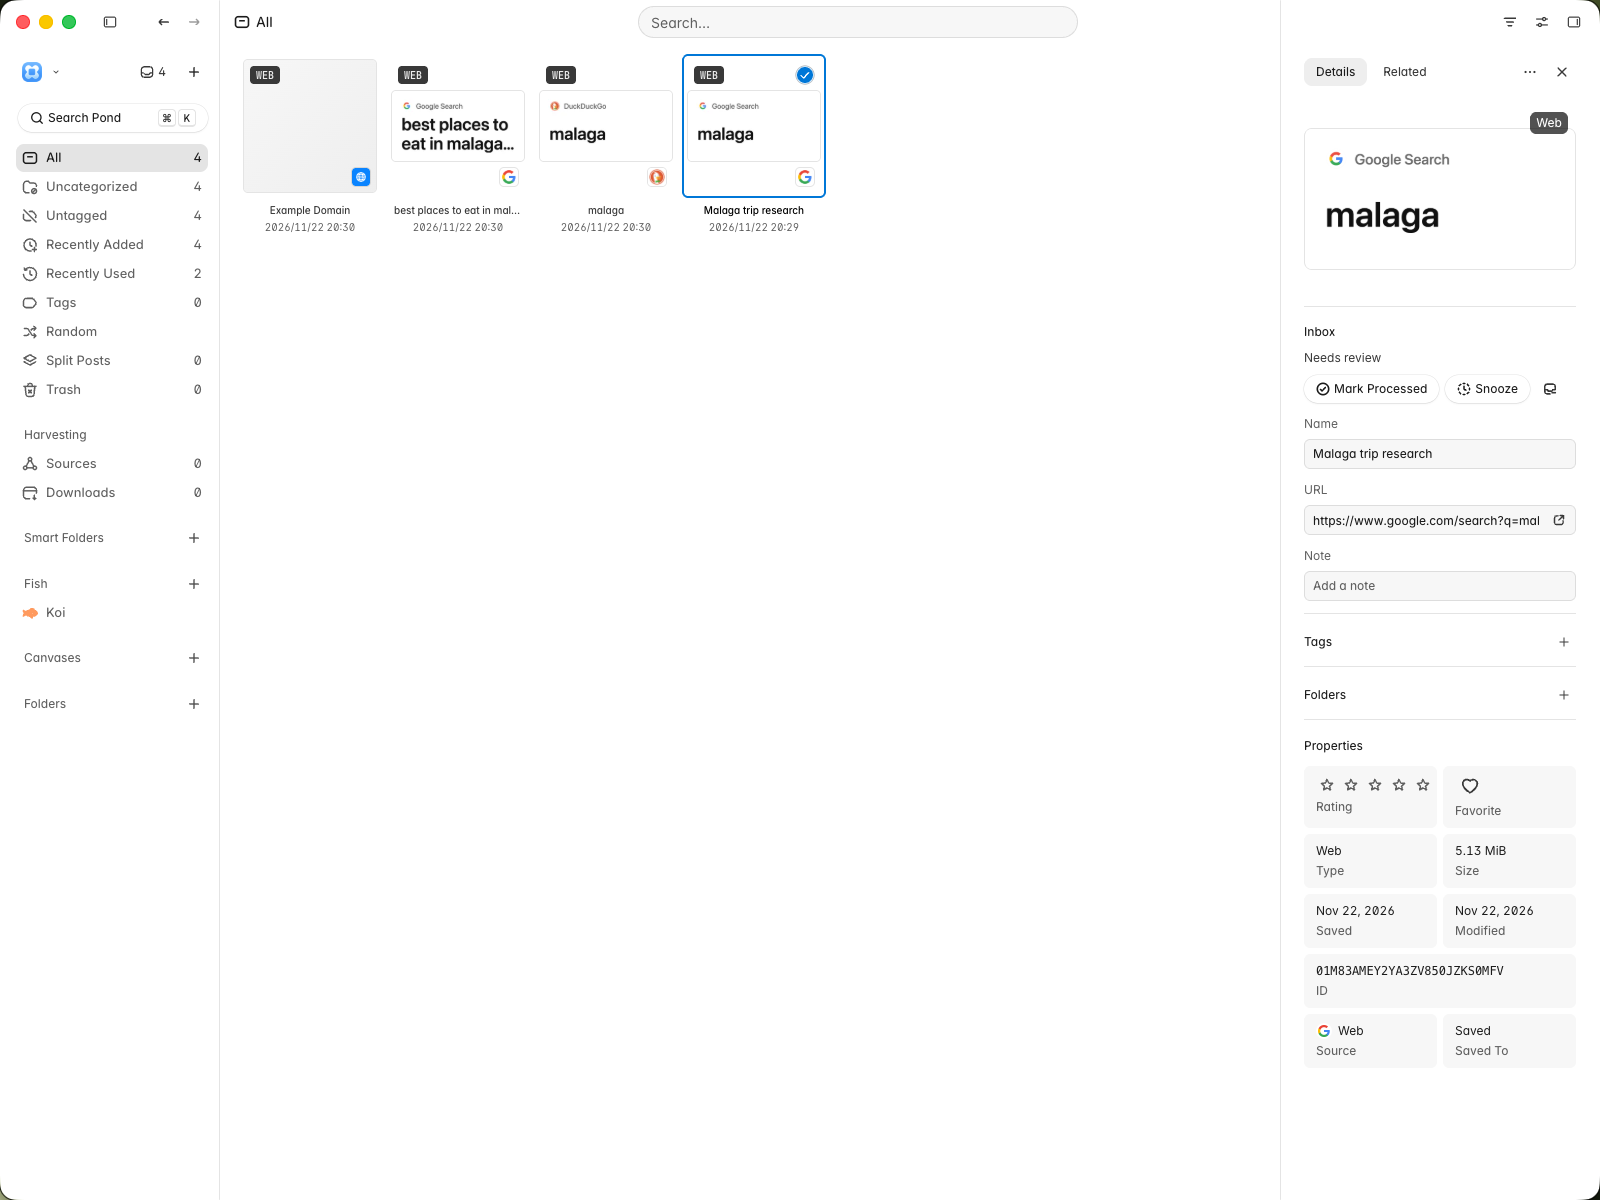 All
Search...
4
Search Pond
⌘ K
All 4
Uncategorized 4
Untagged 4
Recently Added 4
Recently Used 2
Tags 0
Random
Split Posts 0
Trash 0
Harvesting
Sources 0
Downloads 0
Smart Folders
Fish
Koi
Canvases
Folders
WEB
Example Domain
2026/11/22 20:30
WEB
Google Search
best places to
eat in malaga...
best places to eat in mal...
2026/11/22 20:30
WEB
DuckDuckGo
malaga
malaga
2026/11/22 20:30
WEB
Google Search
malaga
Malaga trip research
2026/11/22 20:29
Details Related
Web
Google Search
malaga
Inbox
Needs review
Mark Processed Snooze
Name
Malaga trip research
URL
https://www.google.com/search?q=mal
Note
Add a note
Tags
Folders
Properties
Rating
Favorite
Web
Type
5.13 MiB
Size
Nov 22, 2026
Saved
Nov 22, 2026
Modified
01M83AMEY2YA3ZV850JZKS0MFV
ID
Web
Source
Saved
Saved To